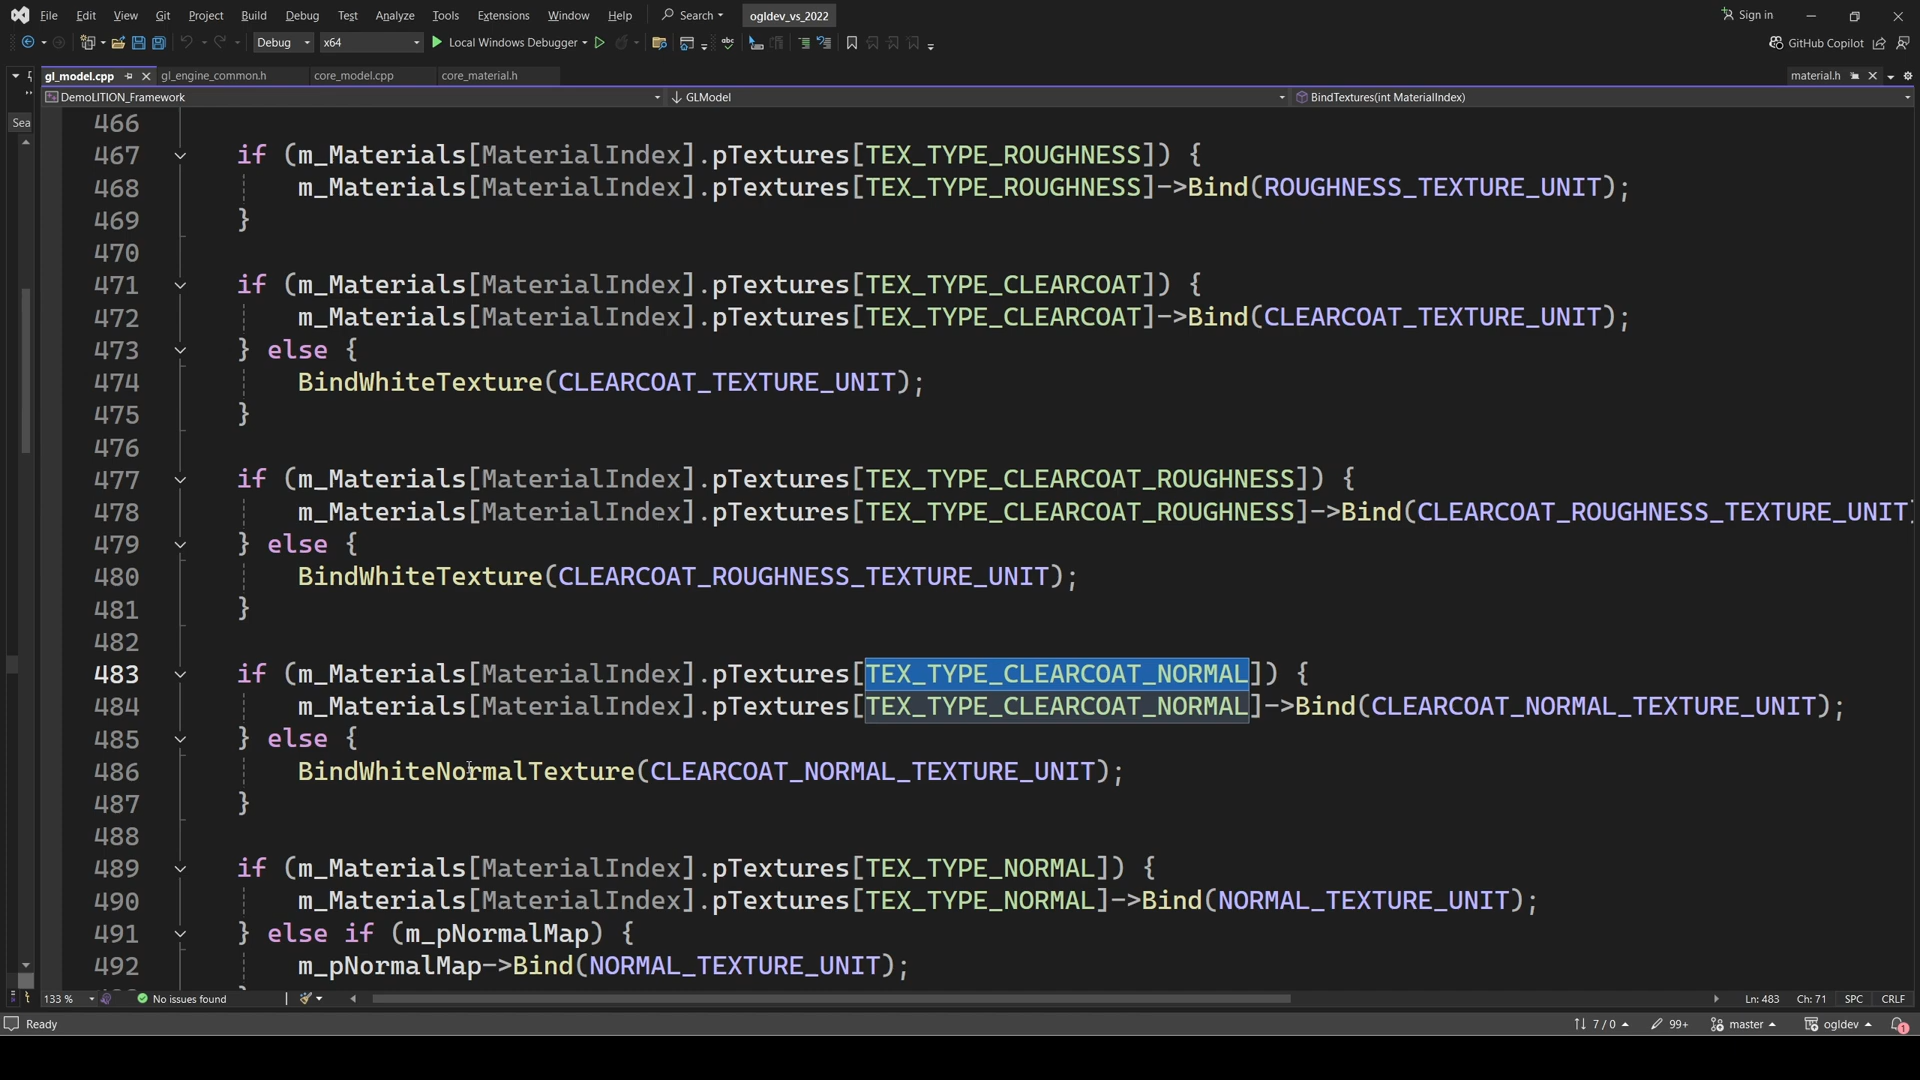 File Edit View Git Project Build Debug Test Analyze Tools Extensions Window Help Search ogldev_vs_2022 Sign in
Debug x64 Local Windows Debugger GitHub Copilot
gl_model.cpp gl_engine_common.h core_model.cpp core_material.h material.h
DemoLITION_Framework GLModel BindTextures(int MaterialIndex)
Sea
466
467 if (m_Materials[MaterialIndex].pTextures[TEX_TYPE_ROUGHNESS]) {
468 m_Materials[MaterialIndex].pTextures[TEX_TYPE_ROUGHNESS]->Bind(ROUGHNESS_TEXTURE_UNIT);
469 }
470
471 if (m_Materials[MaterialIndex].pTextures[TEX_TYPE_CLEARCOAT]) {
472 m_Materials[MaterialIndex].pTextures[TEX_TYPE_CLEARCOAT]->Bind(CLEARCOAT_TEXTURE_UNIT);
473 } else {
474 BindWhiteTexture(CLEARCOAT_TEXTURE_UNIT);
475 }
476
477 if (m_Materials[MaterialIndex].pTextures[TEX_TYPE_CLEARCOAT_ROUGHNESS]) {
478 m_Materials[MaterialIndex].pTextures[TEX_TYPE_CLEARCOAT_ROUGHNESS]->Bind(CLEARCOAT_ROUGHNESS_TEXTURE_UNIT)
479 } else {
480 BindWhiteTexture(CLEARCOAT_ROUGHNESS_TEXTURE_UNIT);
481 }
482
483 if (m_Materials[MaterialIndex].pTextures[TEX_TYPE_CLEARCOAT_NORMAL]) {
484 m_Materials[MaterialIndex].pTextures[TEX_TYPE_CLEARCOAT_NORMAL]->Bind(CLEARCOAT_NORMAL_TEXTURE_UNIT);
485 } else {
486 BindWhiteNormalTexture(CLEARCOAT_NORMAL_TEXTURE_UNIT);
487 }
488
489 if (m_Materials[MaterialIndex].pTextures[TEX_TYPE_NORMAL]) {
490 m_Materials[MaterialIndex].pTextures[TEX_TYPE_NORMAL]->Bind(NORMAL_TEXTURE_UNIT);
491 } else if (m_pNormalMap) {
492 m_pNormalMap->Bind(NORMAL_TEXTURE_UNIT);
133 % No issues found Ln: 483 Ch: 71 SPC CRLF
Ready 7 / 0 99+ master ogldev 1